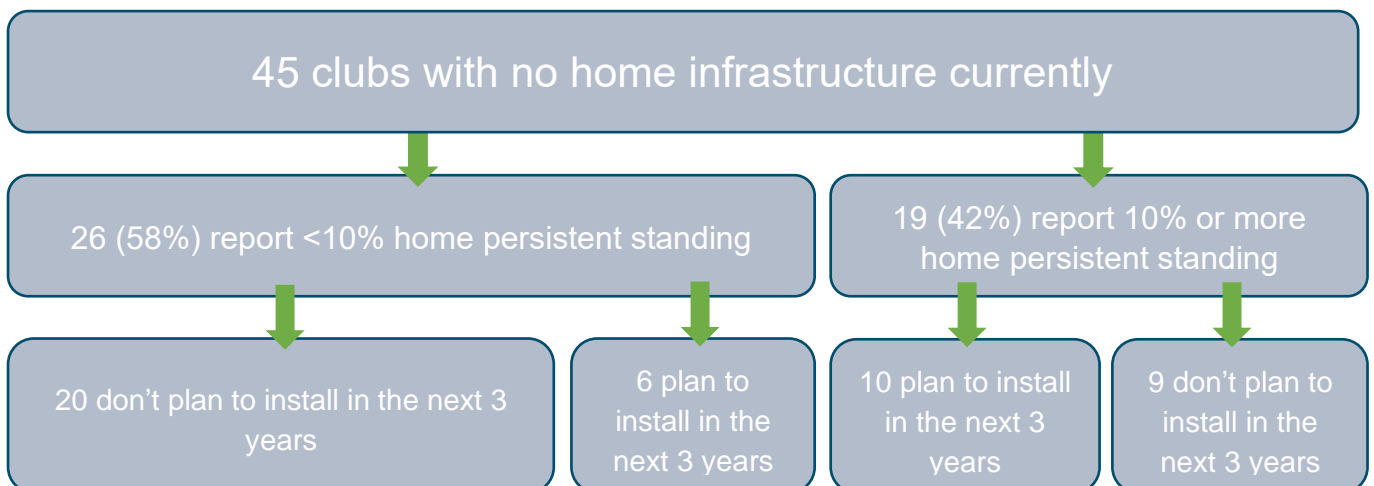 45 clubs with no home infrastructure currently
26 (58%) report <10% home persistent standing
19 (42%) report 10% or more
home persistent standing
20 don’t plan to install in the next 3
years
6 plan to
install in the
next 3 years
10 plan to install
in the next 3
years
9 don’t plan to
install in the
next 3 years